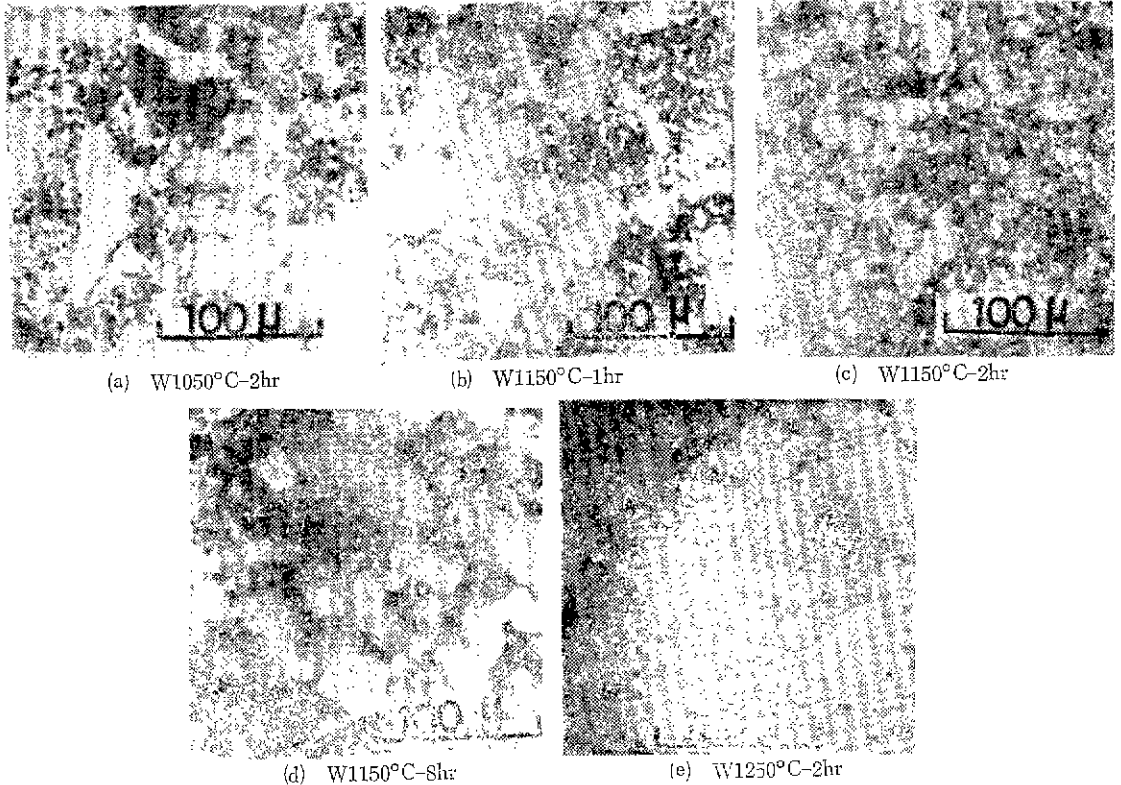 100 μ
100 μ
100 μ
(a) W1050°C-2hr
(b) W1150°C-1hr
(c) W1150°C-2hr
(d) W1150°C-8hr
(e) W1250°C-2hr